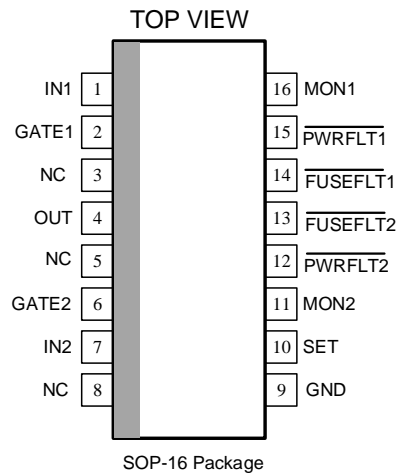 TOP VIEW
IN1 1
GATE1 2
NC 3
OUT 4
NC 5
GATE2 6
IN2 7
NC 8
16 MON1
15 PWRFLT1
14 FUSEFLT1
13 FUSEFLT2
12 PWRFLT2
11 MON2
10 SET
9 GND
SOP-16 Package